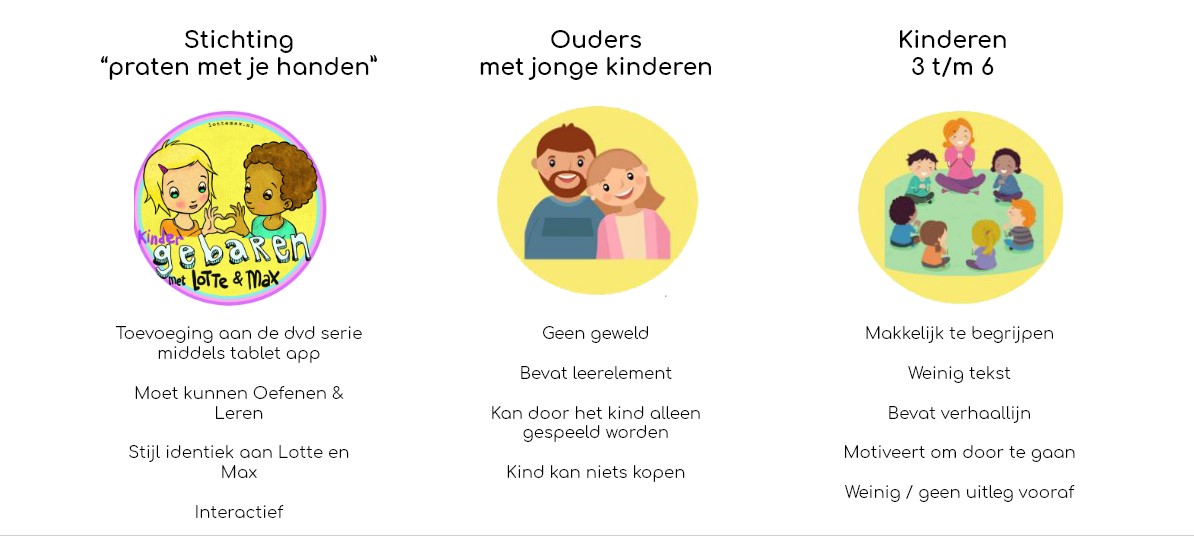 Stichting
“praten met je handen”
lottemax.nl
Kinder
gebaren
met LoTTe & Max
Toevoeging aan de dvd serie
middels tablet app
Moet kunnen Oefenen &
Leren
Stijl identiek aan Lotte en
Max
Interactief
Ouders
met jonge kinderen
Geen geweld
Bevat leerelement
Kan door het kind alleen
gespeeld worden
Kind kan niets kopen
Kinderen
3 t/m 6
Makkelijk te begrijpen
Weinig tekst
Bevat verhaallijn
Motiveert om door te gaan
Weinig / geen uitleg vooraf